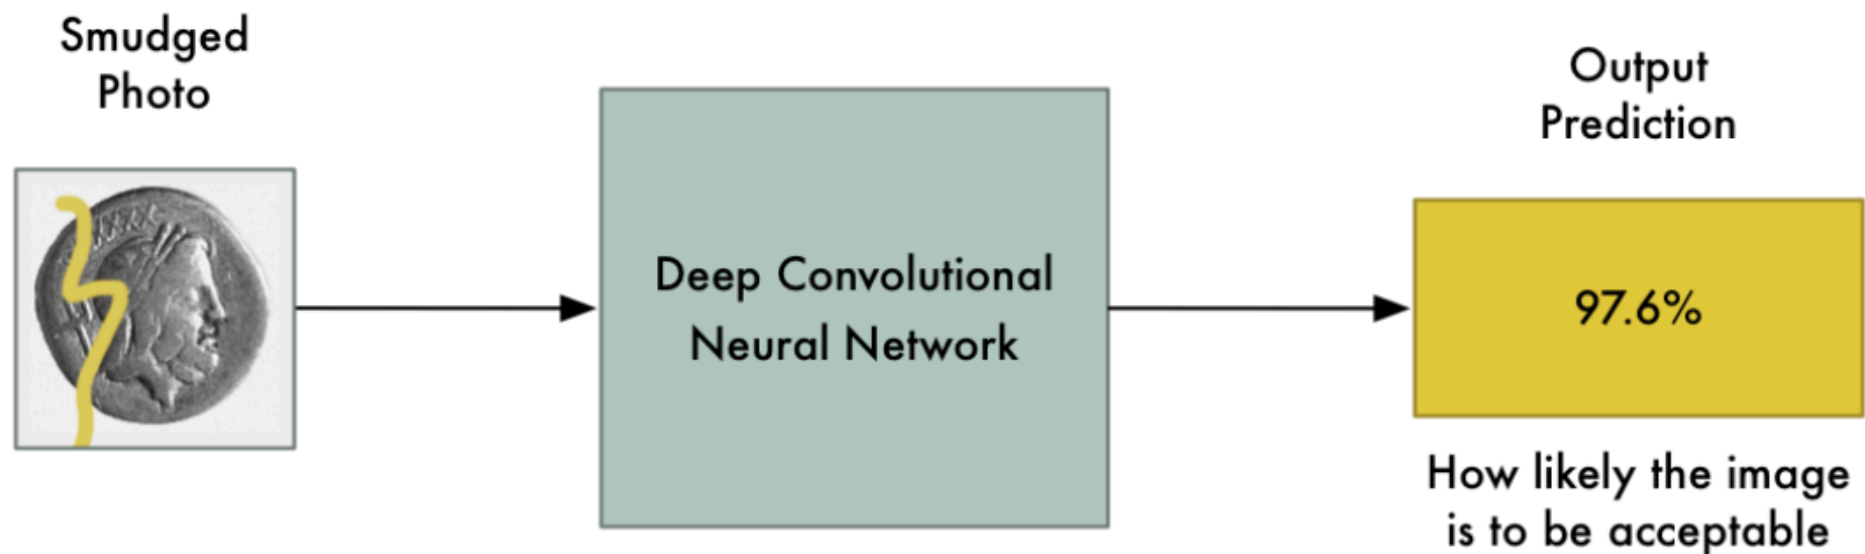 Smudged
Photo
Deep Convolutional
Neural Network
Output
Prediction
97.6%
How likely the image
is to be acceptable